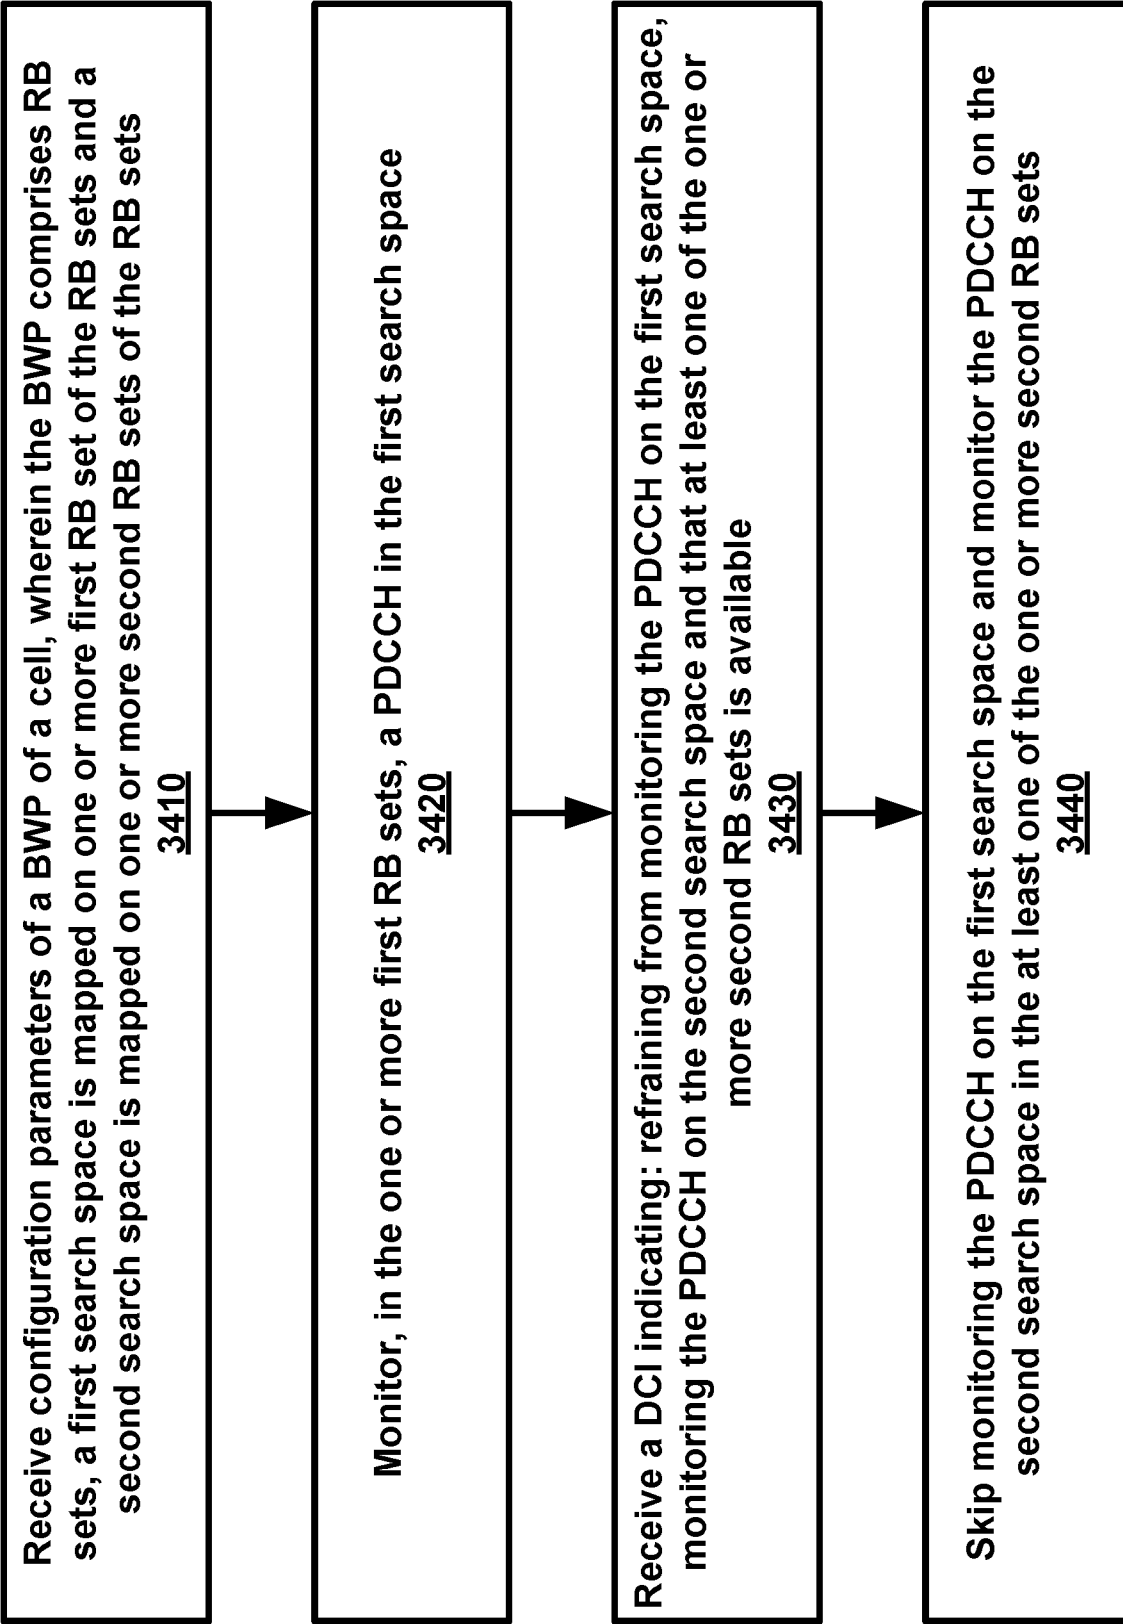 Receive configuration parameters of a BWP of a cell, wherein the BWP comprises RB
sets, a first search space is mapped on one or more first RB set of the RB sets and a
second search space is mapped on one or more second RB sets of the RB sets
3410
Monitor, in the one or more first RB sets, a PDCCH in the first search space
3420
Receive a DCI indicating: refraining from monitoring the PDCCH on the first search space,
monitoring the PDCCH on the second search space and that at least one of the one or
more second RB sets is available
3430
Skip monitoring the PDCCH on the first search space and monitor the PDCCH on the
second search space in the at least one of the one or more second RB sets
3440